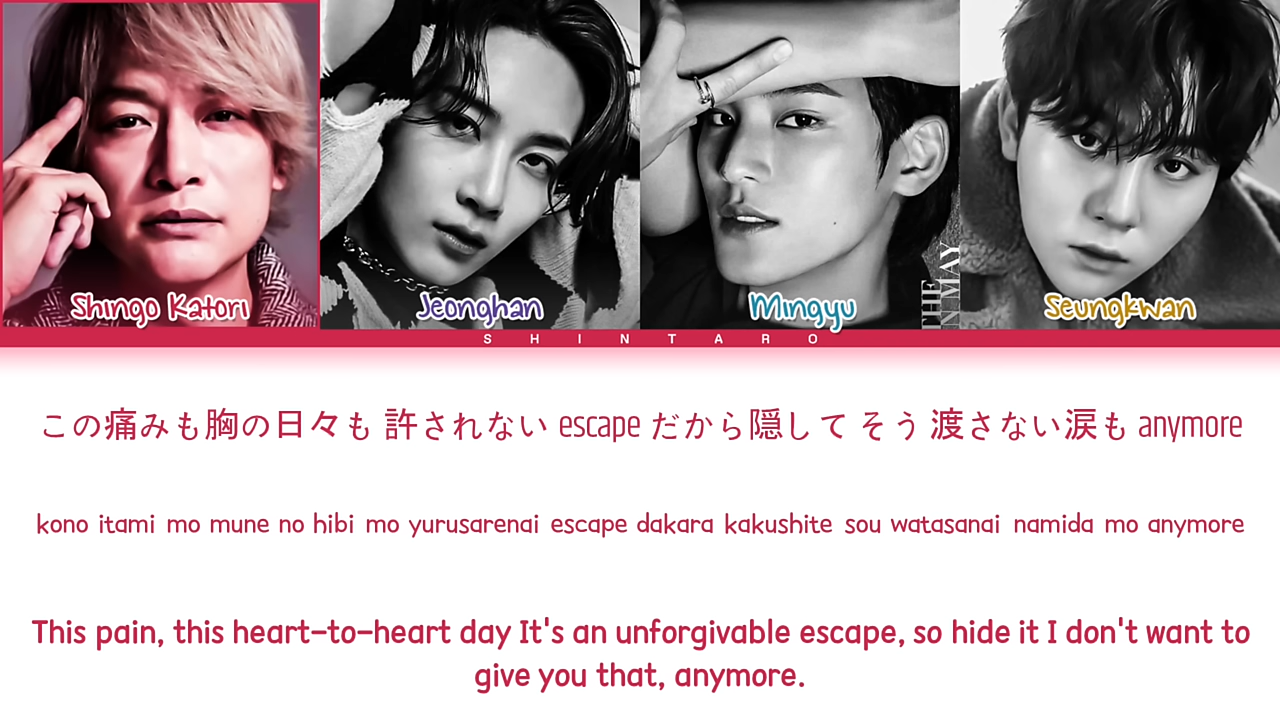 Shingo Katori
Jeonghan
Mingyu
Seungkwan
THE
N MAY
SHINTARO
この痛みも胸の日々も 許されない escape だから隠して そう 渡さない涙も anymore
kono itami mo mune no hibi mo yurusarenai escape dakara kakushite sou watasanai namida mo anymore
This pain, this heart-to-heart day It's an unforgivable escape, so hide it I don't want to
give you that, anymore.